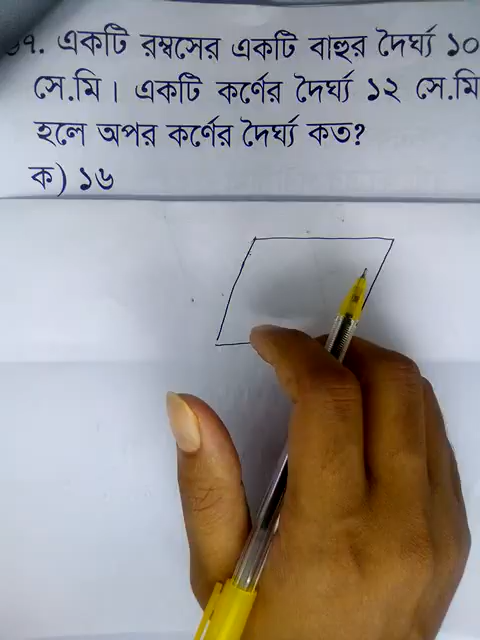 ৩৭. একটি রম্বসের একটি বাহুর দৈর্ঘ্য ১০
সে.মি। একটি কর্ণের দৈর্ঘ্য ১২ সে.মি
হলে অপর কর্ণের দৈর্ঘ্য কত?
ক) ১৬